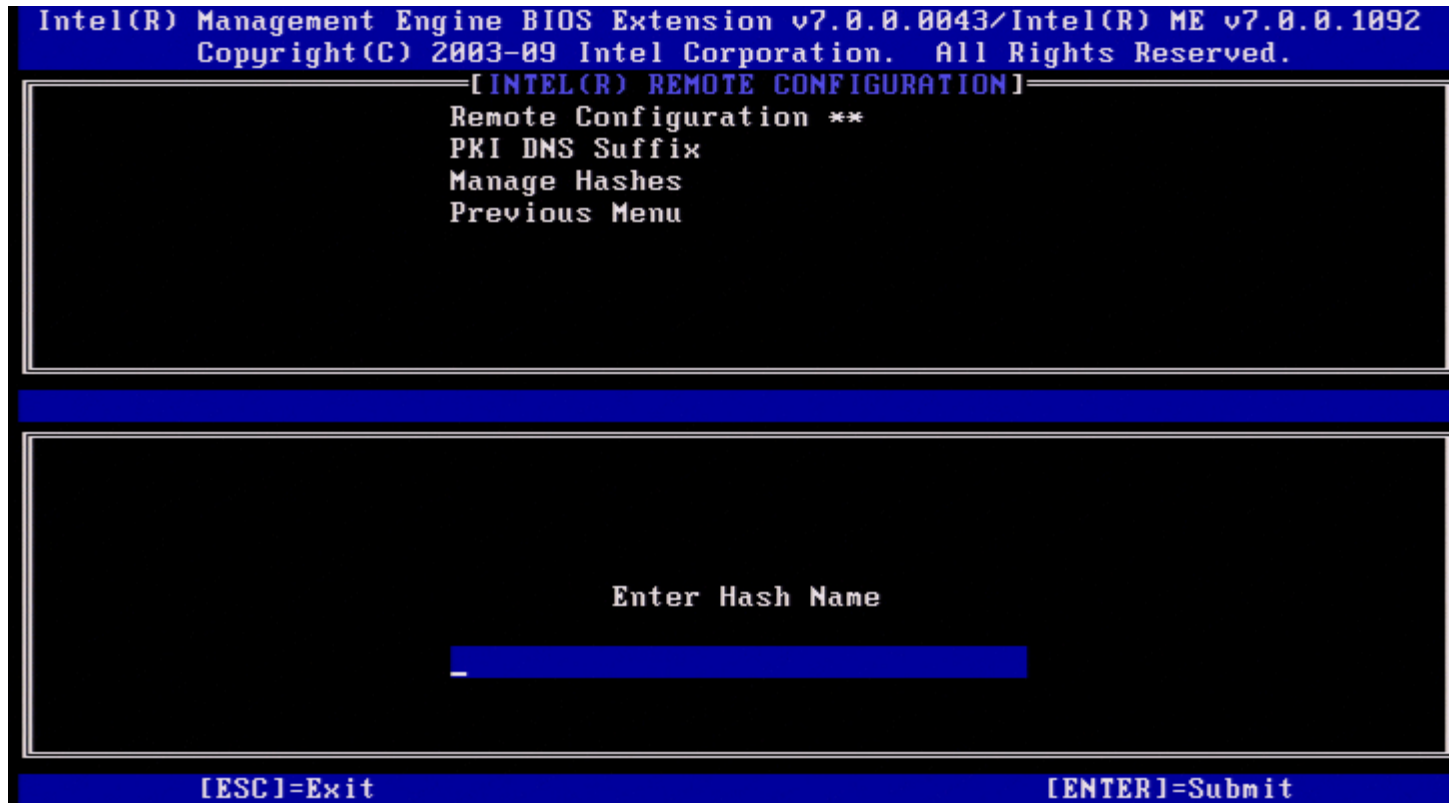 Intel(R) Management Engine BIOS Extension v7.0.0.0043/Intel(R) ME v7.0.0.1092
Copyright(C) 2003-09 Intel Corporation.  All Rights Reserved.
[INTEL(R) REMOTE CONFIGURATION]
Remote Configuration **
PKI DNS Suffix
Manage Hashes
Previous Menu
Enter Hash Name
_
[ESC]=Exit [ENTER]=Submit